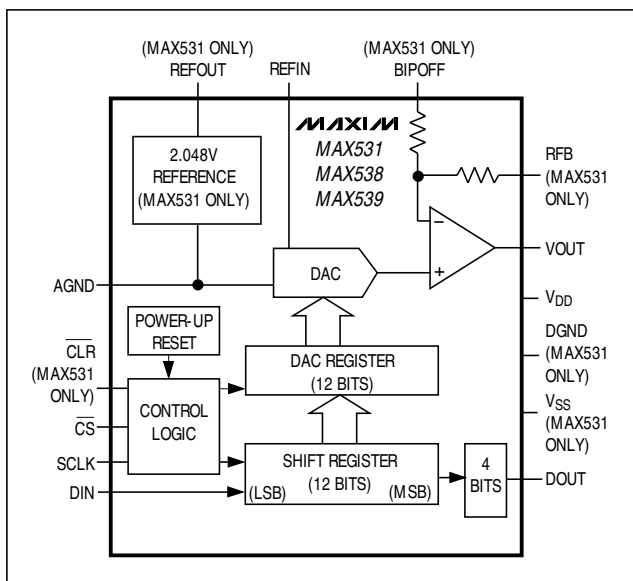 (MAX531 ONLY)
REFOUT
REFIN
(MAX531 ONLY)
BIPOFF
MAXIM
MAX531
MAX538
MAX539
2.048V
REFERENCE
(MAX531 ONLY)
RFB
(MAX531
ONLY)
−
+
VOUT
DAC
AGND
VDD
POWER-UP
RESET
DGND
(MAX531
ONLY)
CLR
(MAX531
ONLY)
DAC REGISTER
(12 BITS)
CONTROL
LOGIC
VSS
(MAX531
ONLY)
CS
SCLK
DIN
SHIFT REGISTER
(12 BITS)
(LSB)
(MSB)
4
BITS
DOUT